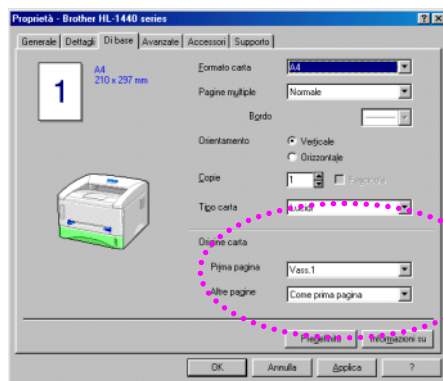 Proprietà - Brother HL-1440 series
Generale Dettagli Di base Avanzate Accessori Supporto
1
A4
210 x 297 mm
Formato carta A4
Pagine multiple Normale
Bordo
Orientamento Verticale
Orizzontale
Copie 1 Fascicola
Tipo carta Lucidi
Origine carta
Prima pagina Vass.1
Altre pagine Come prima pagina
Predefinito Informazioni su
OK Annulla Applica ?